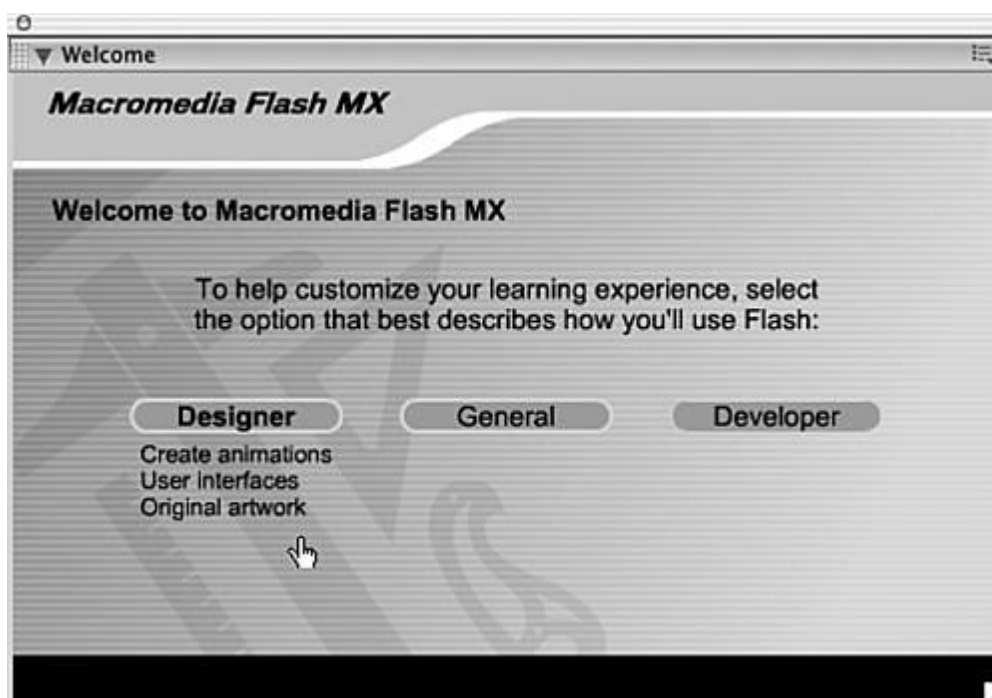 Welcome
Macromedia Flash MX
Welcome to Macromedia Flash MX
To help customize your learning experience, select
the option that best describes how you'll use Flash:
Designer General Developer
Create animations
User interfaces
Original artwork